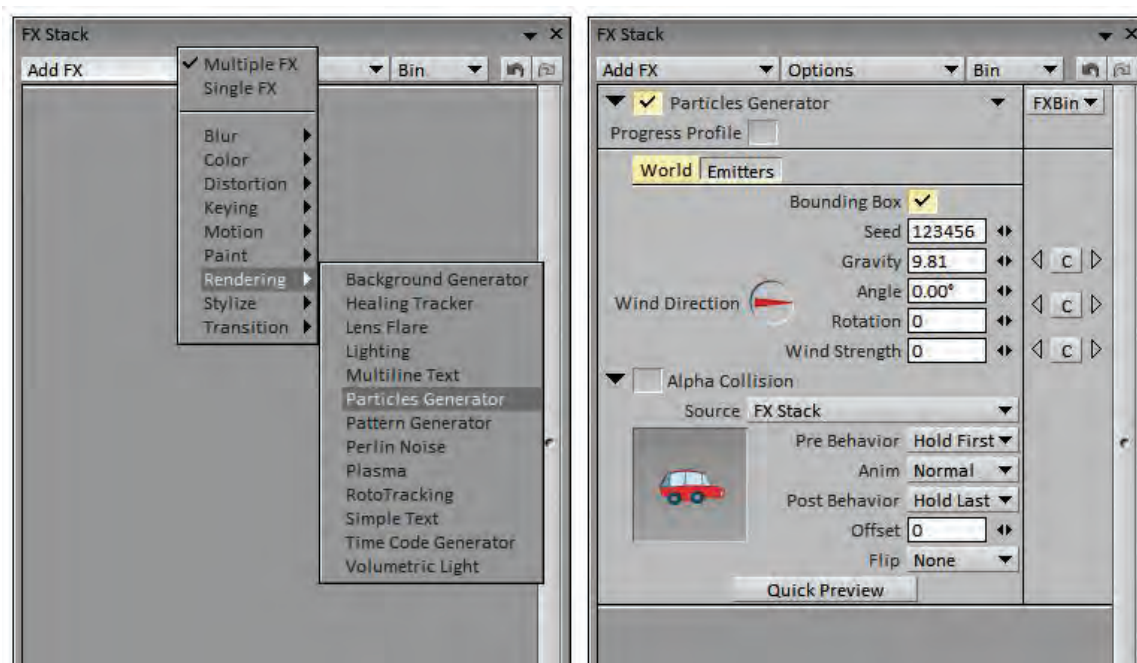 FX Stack
Add FX
Bin
Multiple FX
Single FX
Blur
Color
Distortion
Keying
Motion
Paint
Rendering
Stylize
Transition
Background Generator
Healing Tracker
Lens Flare
Lighting
Multiline Text
Particles Generator
Pattern Generator
Perlin Noise
Plasma
RotoTracking
Simple Text
Time Code Generator
Volumetric Light
FX Stack
Add FX Options Bin
Particles Generator FXBin
Progress Profile
World Emitters
Bounding Box
Seed 123456
Gravity 9.81 C
Wind Direction Angle 0.00° C
Rotation 0
Wind Strength 0 C
Alpha Collision
Source FX Stack
Pre Behavior Hold First
Anim Normal
Post Behavior Hold Last
Offset 0
Flip None
Quick Preview